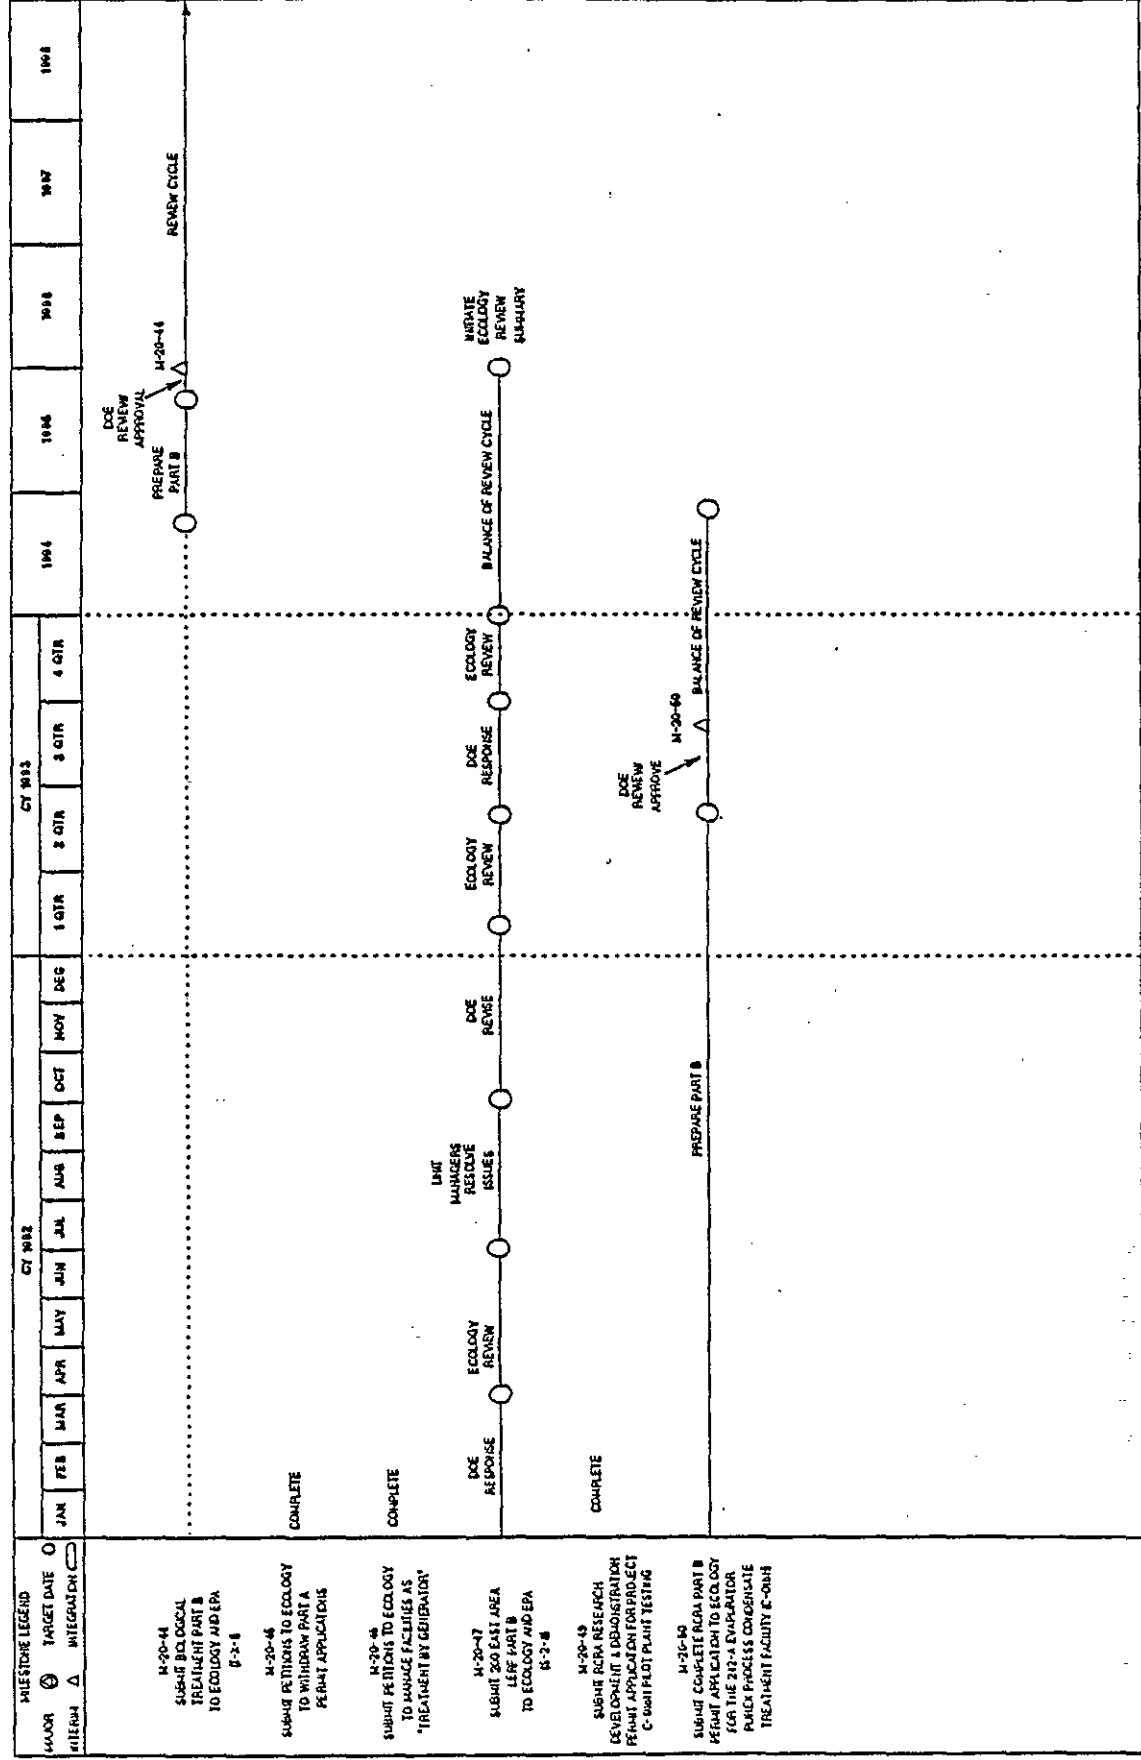 MILESTONE LEGEND
MAJOR TARGET DATE
INTERIM INTEGRATION
CY 1992
JAN FEB MAR APR MAY JUN JUL AUG SEP OCT NOV DEC
CY 1993
1 QTR 2 QTR 3 QTR 4 QTR
1994 1995 1996 1997 1998
M-20-44
SUBMIT BIOLOGICAL
TREATMENT PART B
TO ECOLOGY AND EPA
PREPARE
PART B
DOE
REVIEW
APPROVAL
M-20-44
REVIEW CYCLE
SUBMIT PETITIONS TO ECOLOGY
TO WITHDRAW PART A
PERMIT APPLICATIONS
COMPLETE
SUBMIT PETITIONS TO ECOLOGY
TO MANAGE FACILITIES AS
"TREATMENT BY GENERATOR"
COMPLETE
M-20-47
SUBMIT 200 EAST AREA
LERF PART B
TO ECOLOGY AND EPA
DOE
RESPONSE
ECOLOGY
REVIEW
UNIT
MANAGERS
RESOLVE
ISSUES
DOE
REVISE
ECOLOGY
REVIEW
DOE
RESPONSE
ECOLOGY
REVIEW
BALANCE OF REVIEW CYCLE
INITIATE
ECOLOGY
REVIEW
SUMMARY
M-20-49
SUBMIT RCRA RESEARCH
DEVELOPMENT & DEMONSTRATION
PERMIT APPLICATION FOR PROJECT
C-018H PILOT PLANT TESTING
COMPLETE
M-20-50
SUBMIT COMPLETE RCRA PART B
PERMIT APPLICATION TO ECOLOGY
FOR THE 242-A EVAPORATOR
PUREX PROCESS CONDENSATE
TREATMENT FACILITY (C-018H)
PREPARE PART B
DOE
REVIEW
APPROVE
M-20-50
BALANCE OF REVIEW CYCLE